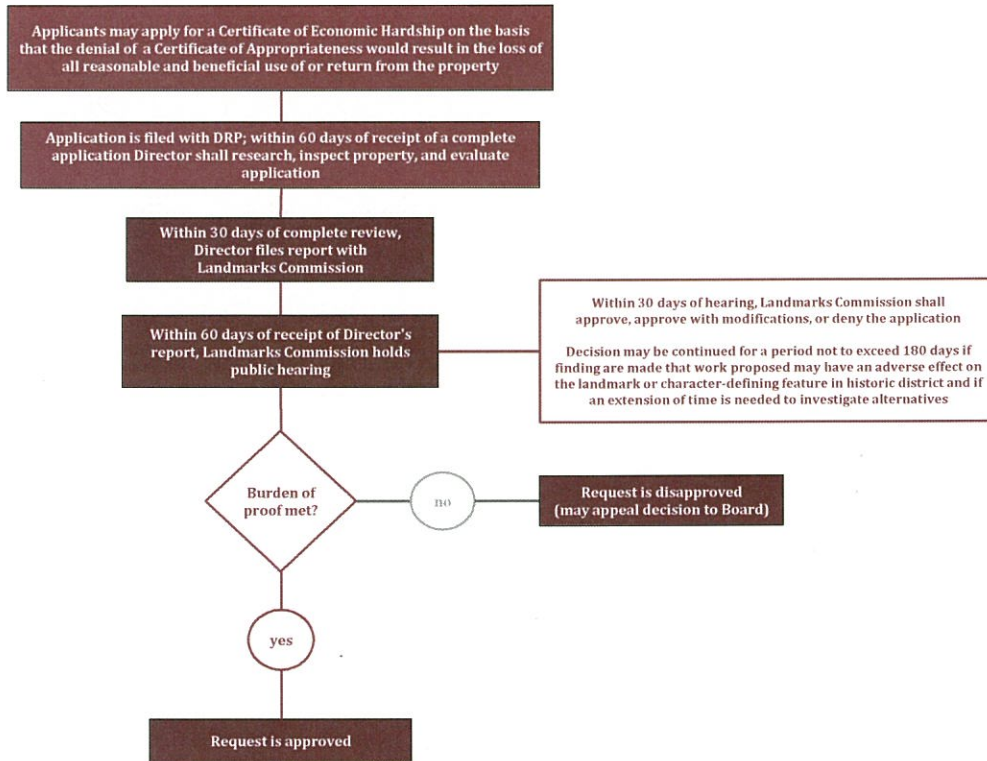 Applicants may apply for a Certificate of Economic Hardship on the basis
that the denial of a Certificate of Appropriateness would result in the loss of
all reasonable and beneficial use of or return from the property
Application is filed with DRP; within 60 days of receipt of a complete
application Director shall research, inspect property, and evaluate
application
Within 30 days of complete review,
Director files report with
Landmarks Commission
Within 60 days of receipt of Director's
report, Landmarks Commission holds
public hearing
Within 30 days of hearing, Landmarks Commission shall
approve, approve with modifications, or deny the application
Decision may be continued for a period not to exceed 180 days if
finding are made that work proposed may have an adverse effect on
the landmark or character-defining feature in historic district and if
an extension of time is needed to investigate alternatives
Burden of
proof met?
no
Request is disapproved
(may appeal decision to Board)
yes
Request is approved